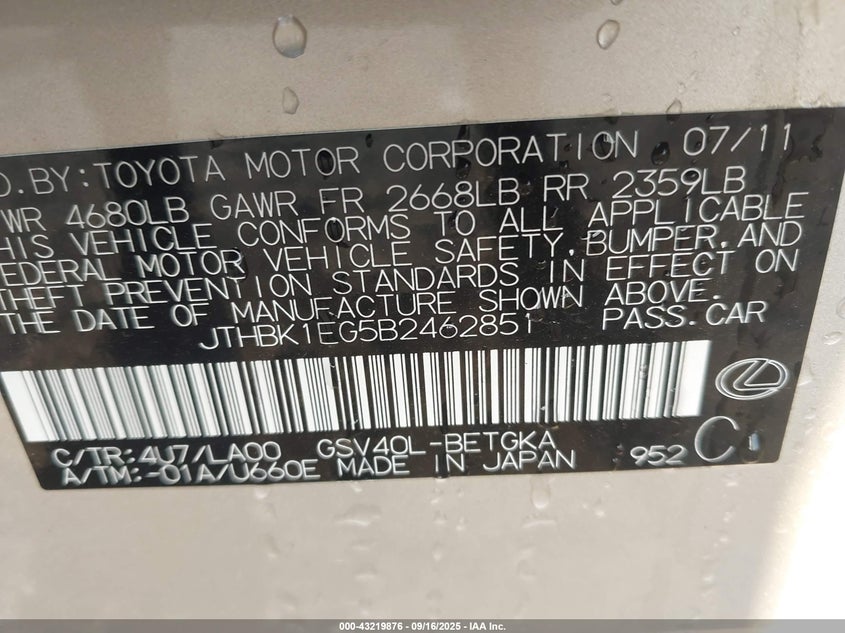 D. BY: TOYOTA MOTOR CORPORATION 07/11
WR 4680LB GAWR FR 2668LB RR 2359LB
HIS VEHICLE CONFORMS TO ALL APPLICABLE
EDERAL MOTOR VEHICLE SAFETY, BUMPER, AND
THEFT PREVENTION STANDARDS IN EFFECT ON
THE DATE OF MANUFACTURE SHOWN ABOVE.
JTHBK1EG5B2462851 PASS. CAR
C/TR: 4U7/LA00 GSV40L-BETGKA
A/TM: -01A/U660E MADE IN JAPAN 952 C
000-43219876 - 09/16/2025 - IAA Inc.